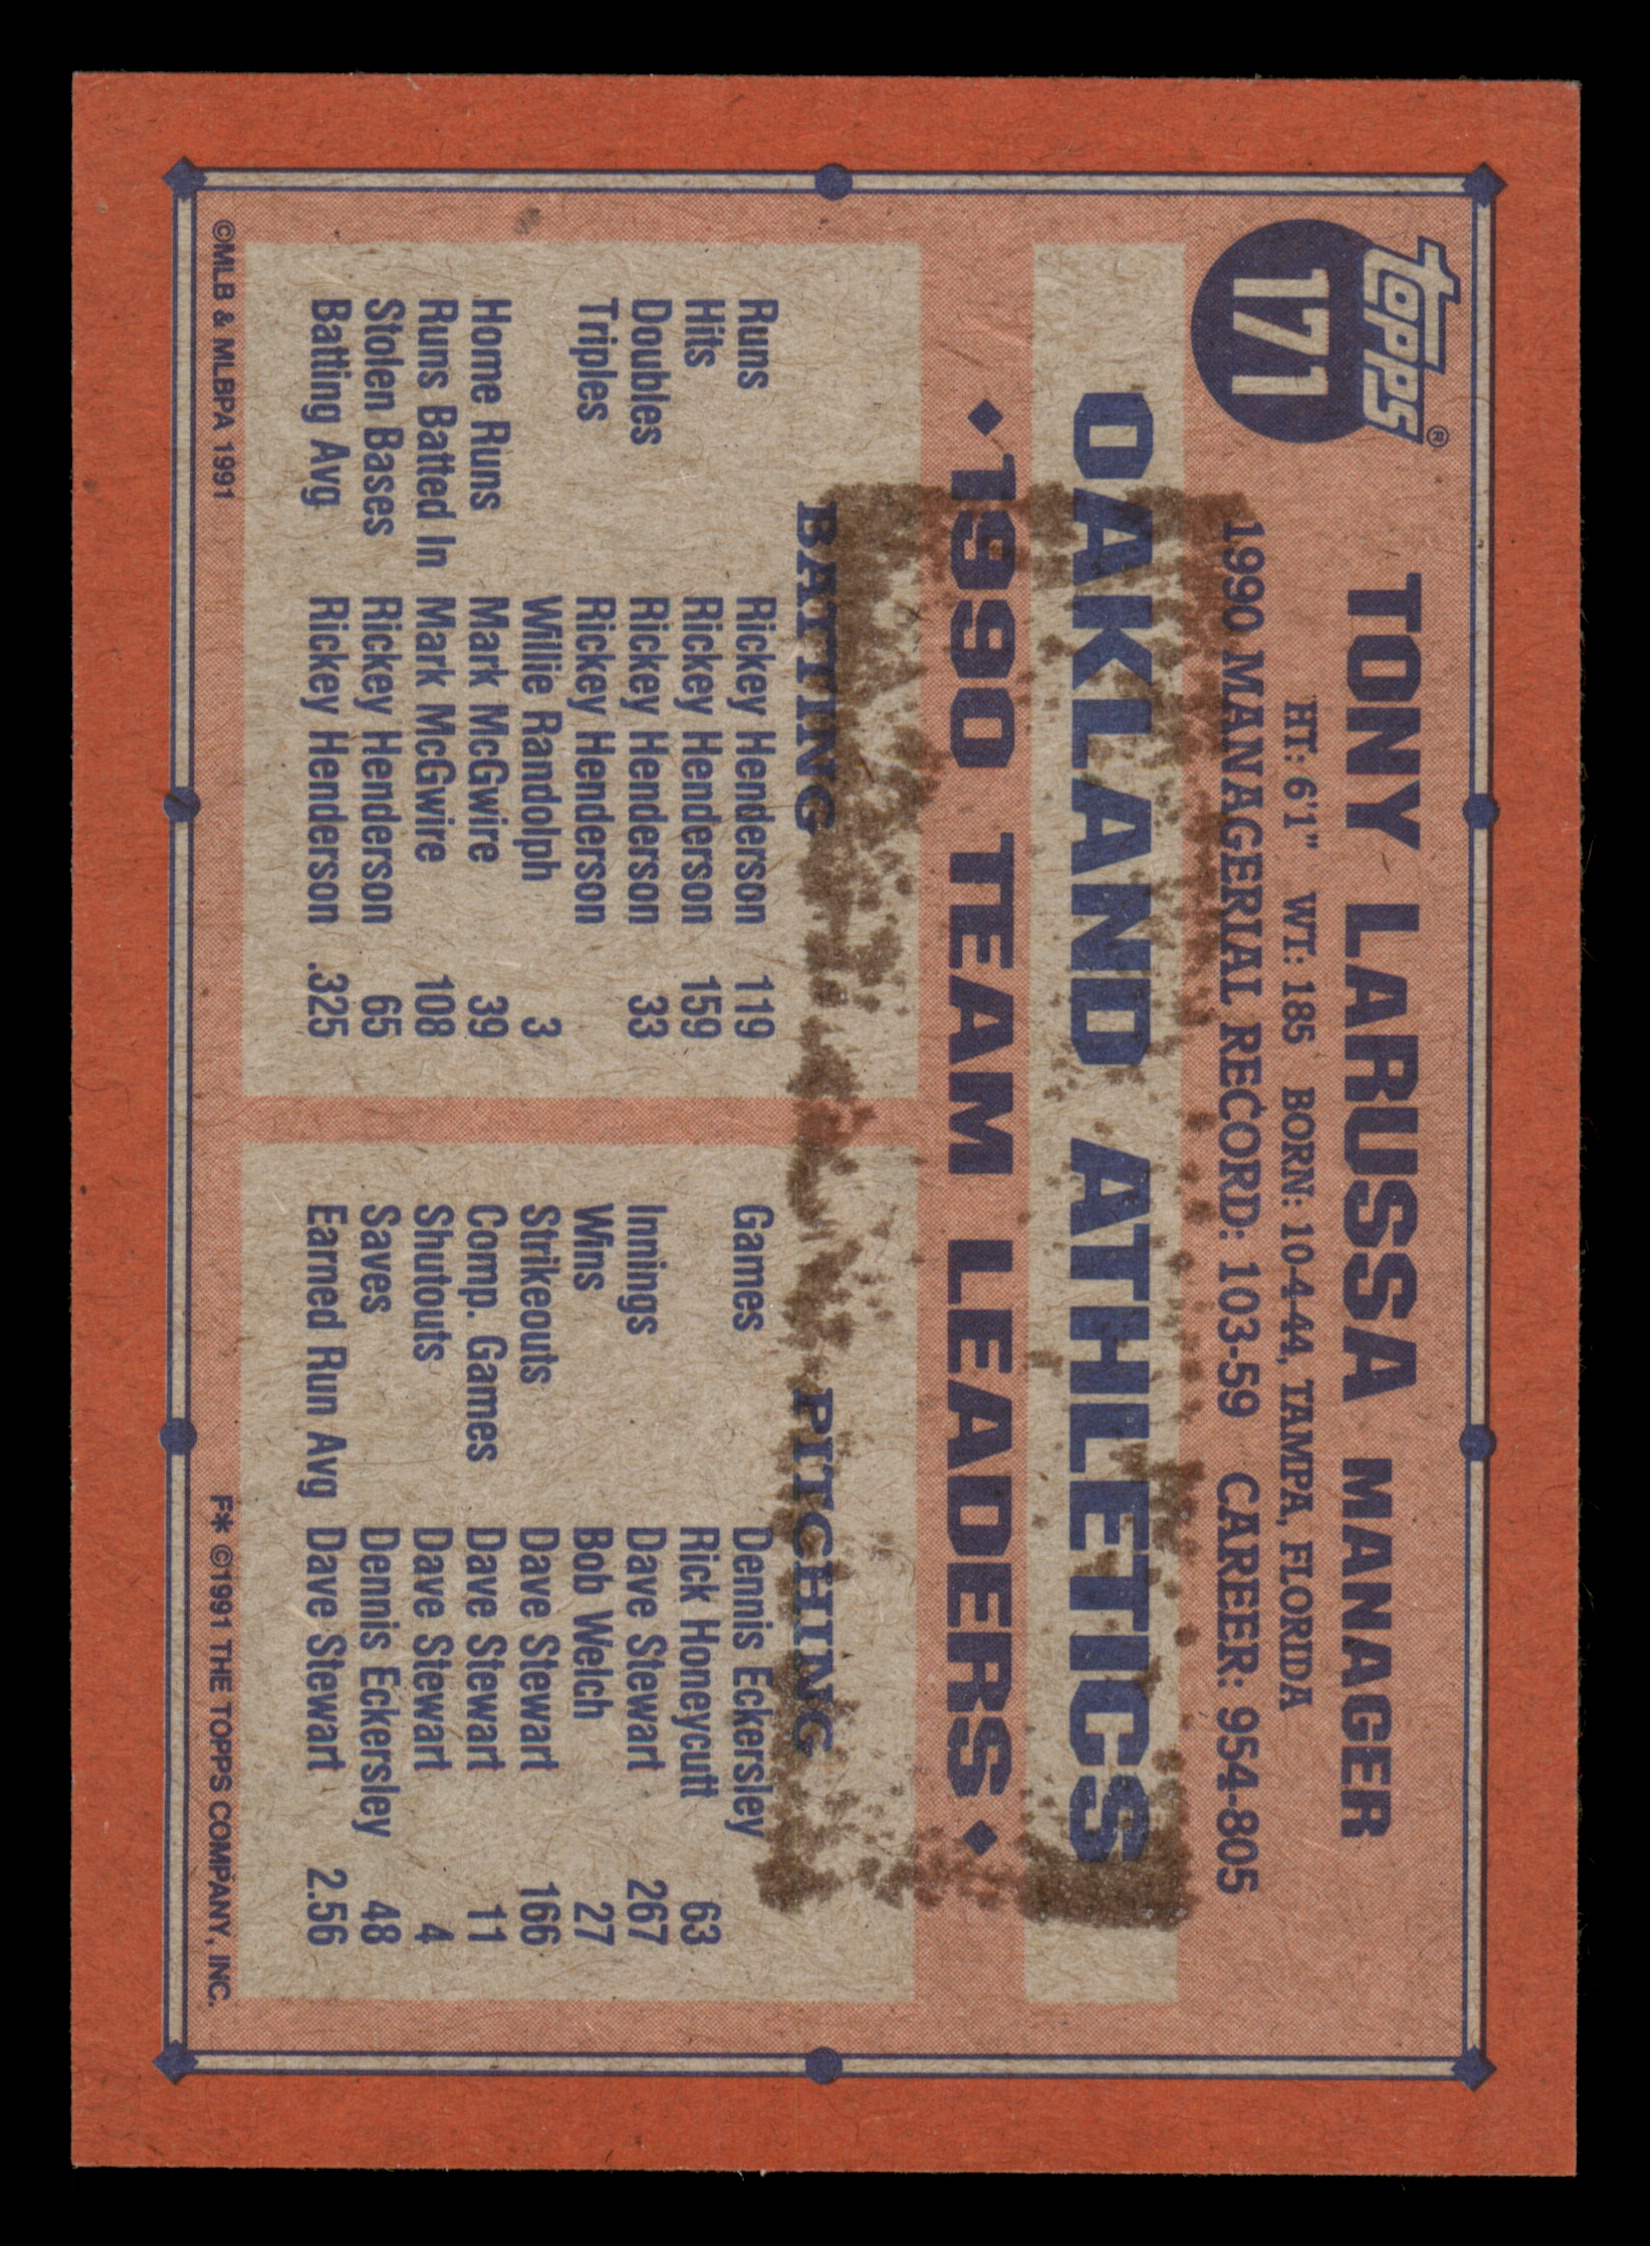 topps®
171
TONY LARUSSA MANAGER
HT: 6'1" WT: 185 BORN: 10-4-44, TAMPA, FLORIDA
1990 MANAGERIAL RECORD: 103-59 CAREER: 954-805
OAKLAND ATHLETICS
◆1990 TEAM LEADERS◆
BATTING
Runs Rickey Henderson 119
Hits Rickey Henderson 159
Doubles Rickey Henderson 33
Triples Rickey Henderson
Willie Randolph 3
Home Runs Mark McGwire 39
Runs Batted In Mark McGwire 108
Stolen Bases Rickey Henderson 65
Batting Avg Rickey Henderson .325
PITCHING
Games Dennis Eckersley
Rick Honeycutt 63
Innings Dave Stewart 267
Wins Bob Welch 27
Strikeouts Dave Stewart 166
Comp. Games Dave Stewart 11
Shutouts Dave Stewart 4
Saves Dennis Eckersley 48
Earned Run Avg Dave Stewart 2.56
©MLB & MLBPA 1991
F* ©1991 THE TOPPS COMPANY, INC.